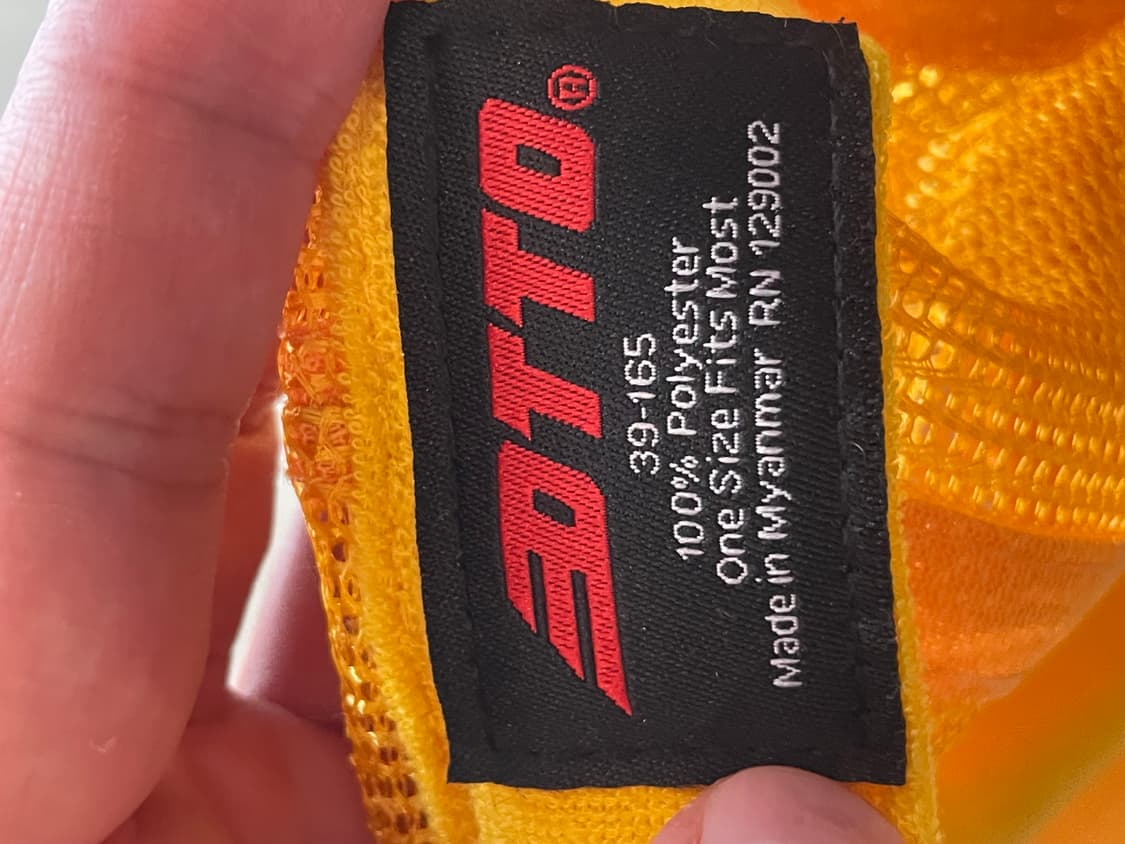 OTTO®
39-165
100% Polyester
One Size Fits Most
Made in Myanmar RN 129002